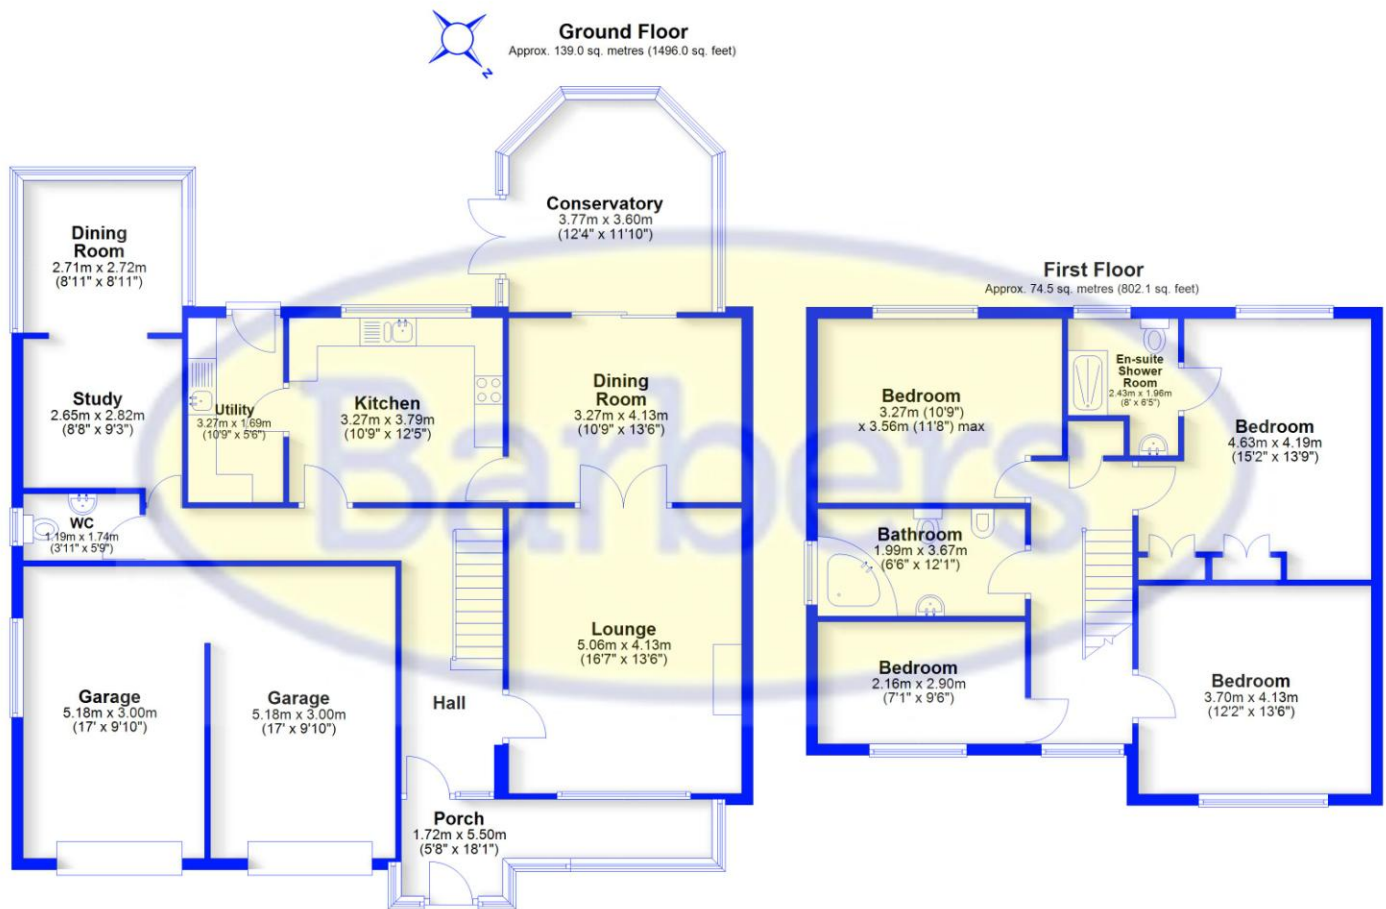 Ground Floor
Approx. 139.0 sq. metres (1496.0 sq. feet)
N
Conservatory
3.77m x 3.60m
(12'4" x 11'10")
Dining
Room
2.71m x 2.72m
(8'11" x 8'11")
Study
2.65m x 2.82m
(8'8" x 9'3")
Utility
3.27m x 1.69m
(10'9" x 5'6")
Kitchen
3.27m x 3.79m
(10'9" x 12'5")
Dining
Room
3.27m x 4.13m
(10'9" x 13'6")
WC
1.19m x 1.74m
(3'11" x 5'9")
Lounge
5.06m x 4.13m
(16'7" x 13'6")
Garage
5.18m x 3.00m
(17' x 9'10")
Garage
5.18m x 3.00m
(17' x 9'10")
Hall
Porch
1.72m x 5.50m
(5'8" x 18'1")
First Floor
Approx. 74.5 sq. metres (802.1 sq. feet)
Bedroom
3.27m (10'9")
x 3.56m (11'8") max
En-suite
Shower
Room
2.43m x 1.96m
(8' x 6'5")
Bedroom
4.63m x 4.19m
(15'2" x 13'9")
Bathroom
1.99m x 3.67m
(6'6" x 12'1")
Bedroom
2.16m x 2.90m
(7'1" x 9'6")
Bedroom
3.70m x 4.13m
(12'2" x 13'6")
Barbers